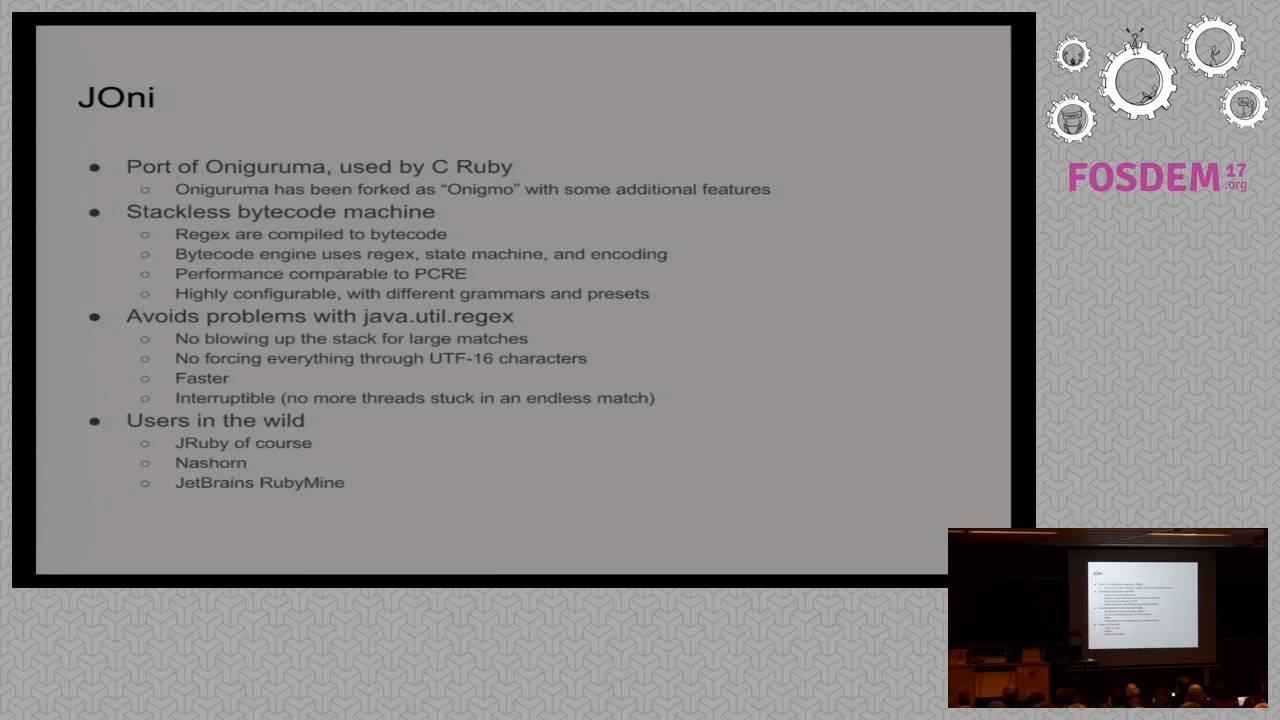 JOni
● Port of Oniguruma, used by C Ruby
○ Oniguruma has been forked as “Onigmo” with some additional features
● Stackless bytecode machine
○ Regex are compiled to bytecode
○ Bytecode engine uses regex, state machine, and encoding
○ Performance comparable to PCRE
○ Highly configurable, with different grammars and presets
● Avoids problems with java.util.regex
○ No blowing up the stack for large matches
○ No forcing everything through UTF-16 characters
○ Faster
○ Interruptible (no more threads stuck in an endless match)
● Users in the wild
○ JRuby of course
○ Nashorn
○ JetBrains RubyMine
FOSDEM 17 .org